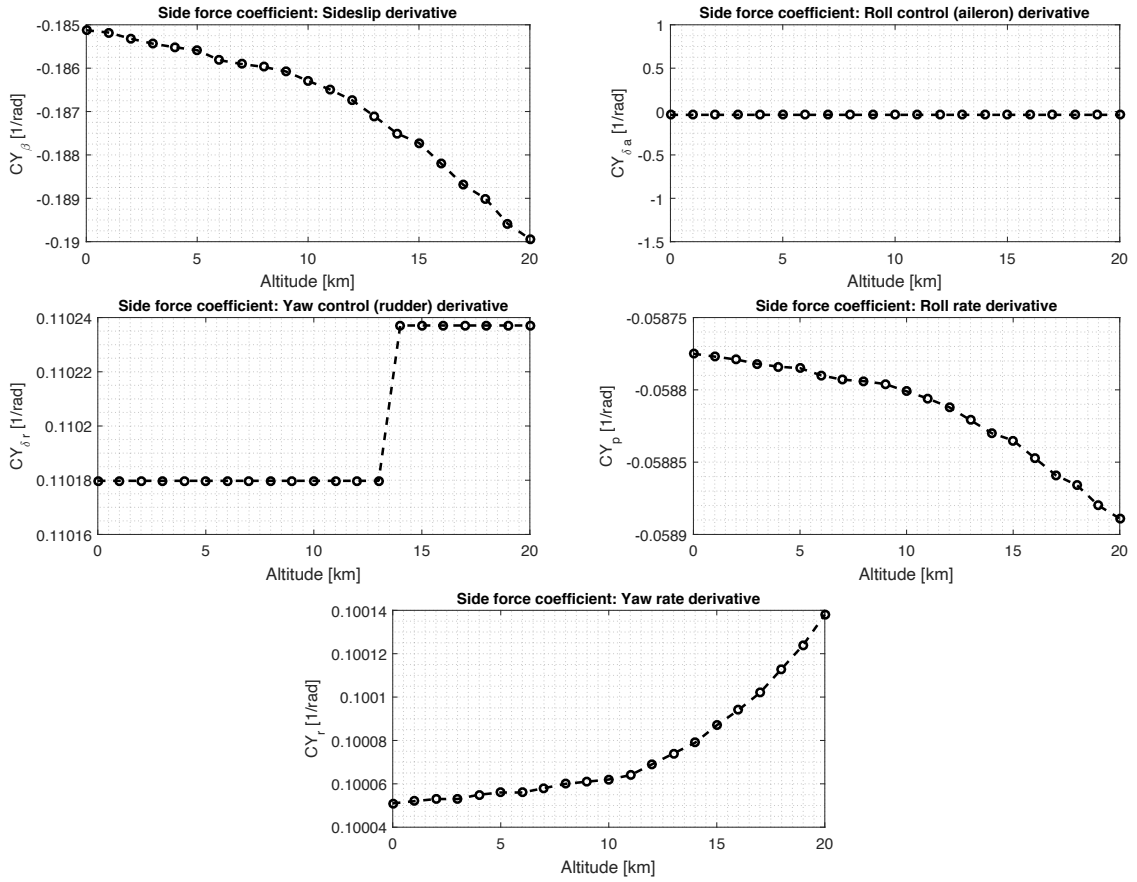 Side force coefficient: Sideslip derivative
-0.185
-0.186
-0.187
-0.188
-0.189
-0.19
CY β [1/rad]
0 5 10 15 20
Altitude [km]
Side force coefficient: Roll control (aileron) derivative
1
0.5
0
-0.5
-1
-1.5
CY δ a [1/rad]
0 5 10 15 20
Altitude [km]
Side force coefficient: Yaw control (rudder) derivative
0.11024
0.11022
0.1102
0.11018
0.11016
CY δ r [1/rad]
0 5 10 15 20
Altitude [km]
Side force coefficient: Roll rate derivative
-0.05875
-0.0588
-0.05885
-0.0589
CY p [1/rad]
0 5 10 15 20
Altitude [km]
Side force coefficient: Yaw rate derivative
0.10014
0.10012
0.1001
0.10008
0.10006
0.10004
CY r [1/rad]
0 5 10 15 20
Altitude [km]